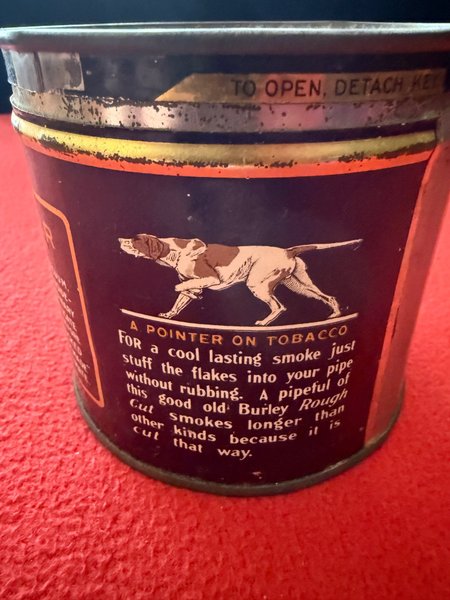 TO OPEN, DETACH KEY
A POINTER ON TOBACCO
FOR a cool lasting smoke just
stuff the flakes into your pipe
without rubbing. A pipeful of
this good old Burley Rough
Cut smokes longer than
other kinds because it is
cut that way.